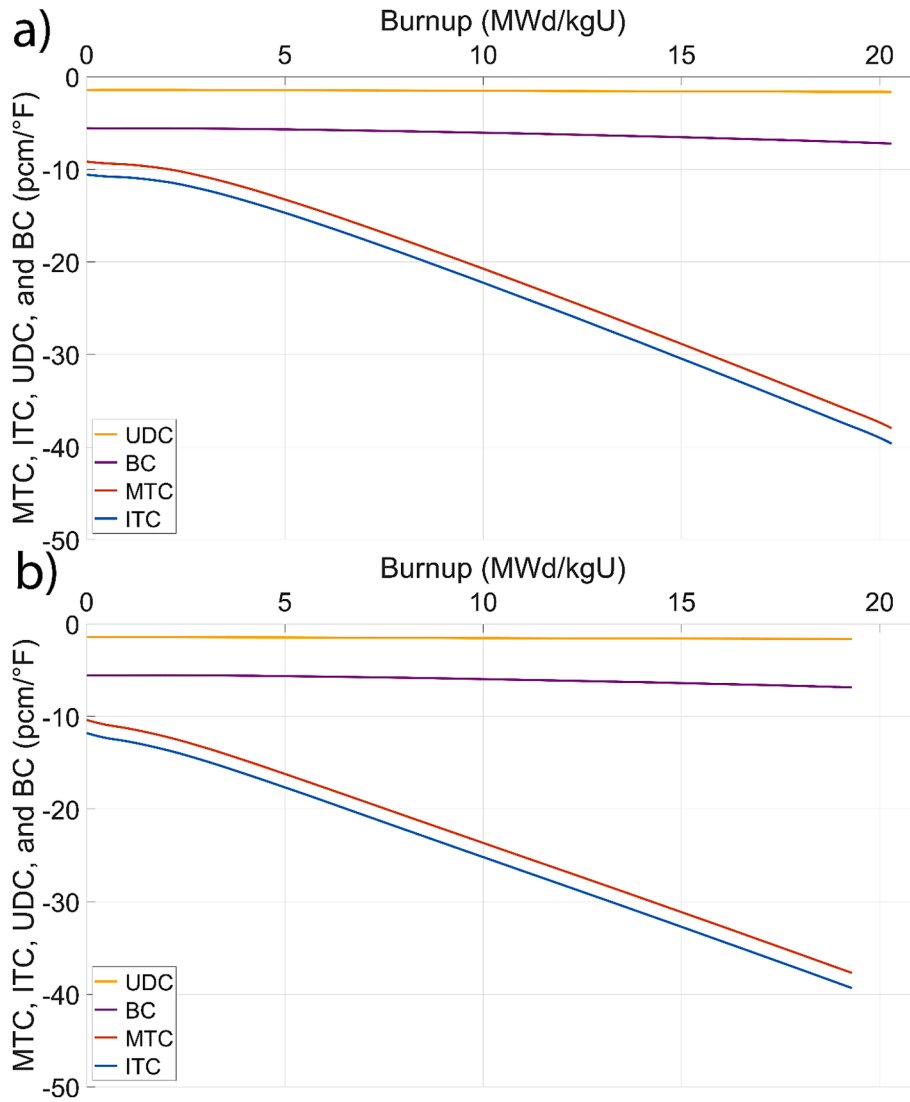 a)
Burnup (MWd/kgU)
0 5 10 15 20
MTC, ITC, UDC, and BC (pcm/°F)
0
-10
-20
-30
-40
-50
UDC
BC
MTC
ITC
b)
Burnup (MWd/kgU)
0 5 10 15 20
MTC, ITC, UDC, and BC (pcm/°F)
0
-10
-20
-30
-40
-50
UDC
BC
MTC
ITC